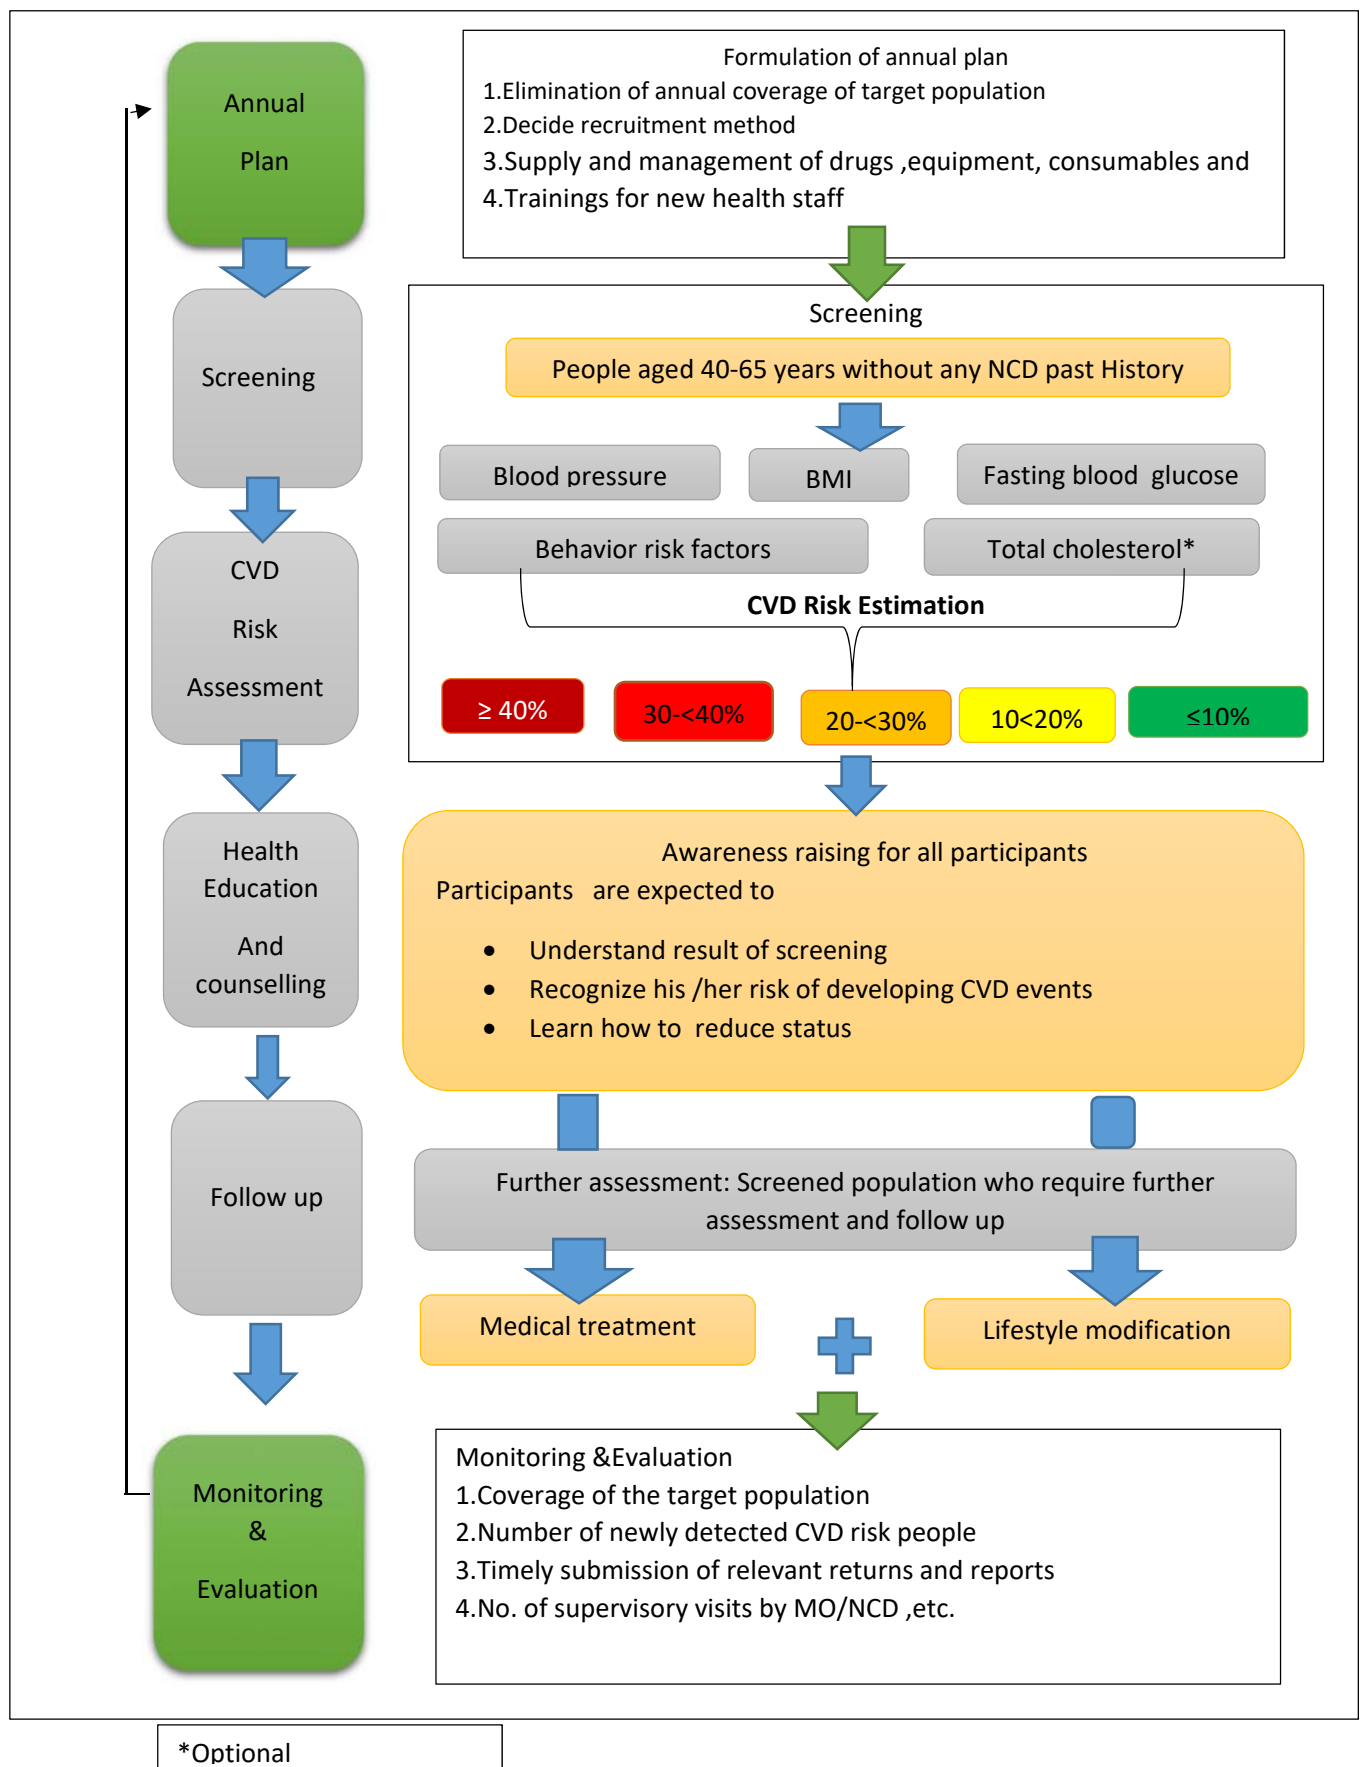 Annual
Plan
Formulation of annual plan
1.Elimination of annual coverage of target population
2.Decide recruitment method
3.Supply and management of drugs ,equipment, consumables and
4.Trainings for new health staff
Screening
Screening
People aged 40-65 years without any NCD past History
Blood pressure
BMI
Fasting blood glucose
Behavior risk factors
Total cholesterol*
CVD
Risk
Assessment
CVD Risk Estimation
≥ 40%
30-<40%
20-<30%
10<20%
≤10%
Health
Education
And
counselling
Awareness raising for all participants
Participants are expected to
• Understand result of screening
• Recognize his /her risk of developing CVD events
• Learn how to reduce status
Follow up
Further assessment: Screened population who require further
assessment and follow up
Medical treatment
Lifestyle modification
Monitoring
&
Evaluation
Monitoring &Evaluation
1.Coverage of the target population
2.Number of newly detected CVD risk people
3.Timely submission of relevant returns and reports
4.No. of supervisory visits by MO/NCD ,etc.
*Optional